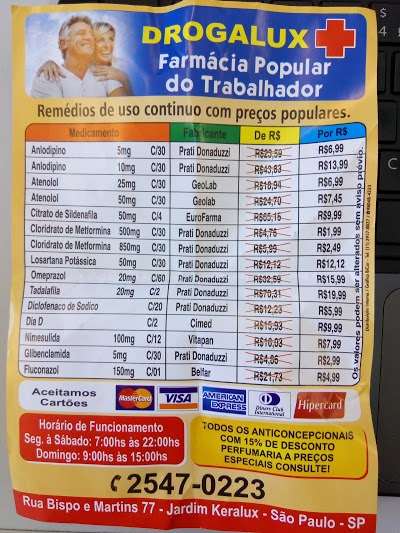 DROGALUX
Farmácia Popular
do Trabalhador
Remédios de uso continuo com preços populares.
Medicamento Fabricante De R$ Por R$
Anlodipino 5mg C/30 Prati Donaduzzi R$23,59 R$6,99
Anlodipino 10mg C/30 Prati Donaduzzi R$43,63 R$13,99
Atenolol 25mg C/30 GeoLab R$18,94 R$6,99
Atenolol 50mg C/30 Geolab R$24,70 R$7,45
Citrato de Sildenafila 50mg C/4 EuroFarma R$65,15 R$9,99
Cloridrato de Metformina 500mg C/30 Prati Donaduzzi R$4,75 R$1,99
Cloridrato de Metformina 850mg C/30 Prati Donaduzzi R$5,99 R$2,49
Losartana Potássica 50mg C/30 Prati Donaduzzi R$12,12 R$12,12
Omeprazol 20mg C/60 Prati Donaduzzi R$32,59 R$15,99
Tadalafila 20mg C/2 Prati Donaduzzi R$70,31 R$19,99
Diclofenaco de Sodico C/20 Prati Donaduzzi R$12,23 R$5,99
Dia D C/2 Cimed R$15,93 R$9,99
Nimesulida 100mg C/12 Vitapan R$10,03 R$7,99
Glibenclamida 5mg C/30 Prati Donaduzzi R$4,86 R$2,99
Fluconazol 150mg C/01 Belfar R$21,73 R$4,99
Os valores podem ser alterados sem aviso prévio.
Aceitamos
Cartões
MasterCard VISA AMERICAN EXPRESS Diners Club International Hipercard
Horário de Funcionamento
Seg. à Sábado: 7:00hs às 22:00hs
Domingo: 9:00hs às 15:00hs
TODOS OS ANTICONCEPCIONAIS
COM 15% DE DESCONTO
PERFUMARIA A PREÇOS
ESPECIAIS CONSULTE!
2547-0223
Rua Bispo e Martins 77 - Jardim Keralux - São Paulo - SP